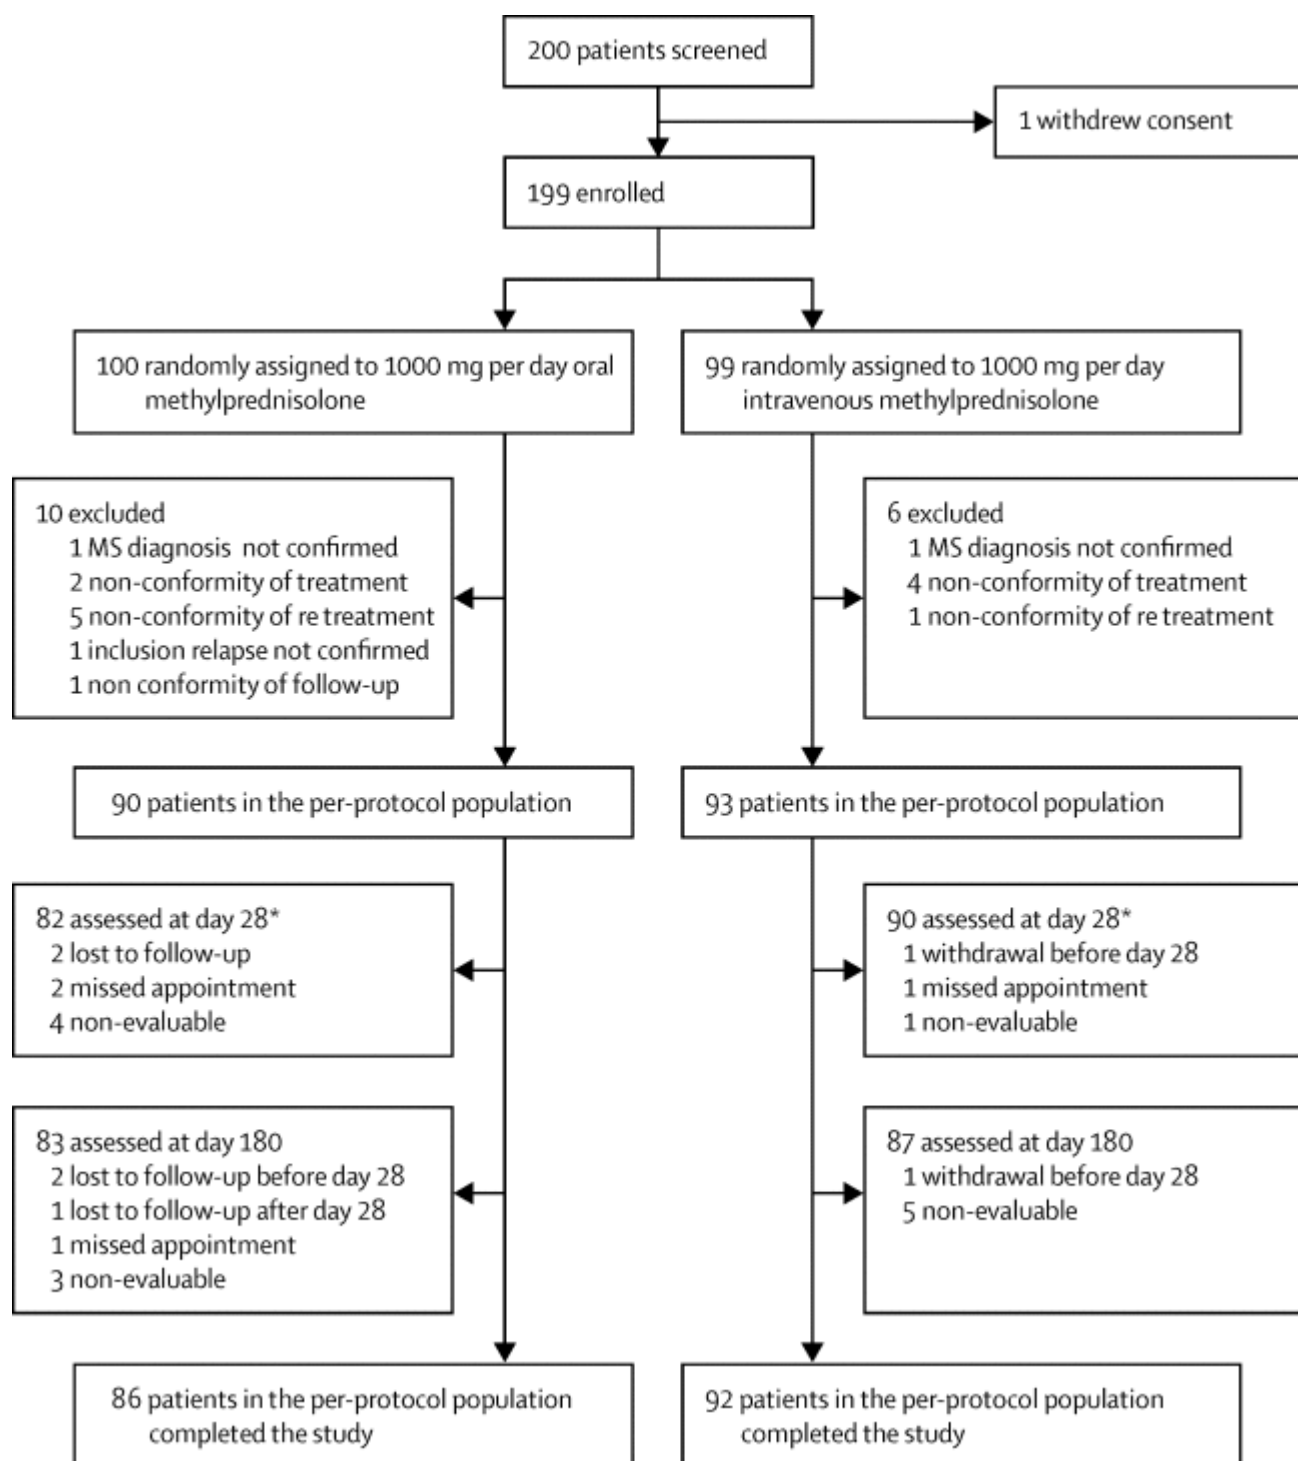 200 patients screened
1 withdrew consent
199 enrolled
100 randomly assigned to 1000 mg per day oral
methylprednisolone
99 randomly assigned to 1000 mg per day
intravenous methylprednisolone
10 excluded
1 MS diagnosis not confirmed
2 non-conformity of treatment
5 non-conformity of re treatment
1 inclusion relapse not confirmed
1 non conformity of follow-up
6 excluded
1 MS diagnosis not confirmed
4 non-conformity of treatment
1 non-conformity of re treatment
90 patients in the per-protocol population
93 patients in the per-protocol population
82 assessed at day 28*
2 lost to follow-up
2 missed appointment
4 non-evaluable
90 assessed at day 28*
1 withdrawal before day 28
1 missed appointment
1 non-evaluable
83 assessed at day 180
2 lost to follow-up before day 28
1 lost to follow-up after day 28
1 missed appointment
3 non-evaluable
87 assessed at day 180
1 withdrawal before day 28
5 non-evaluable
86 patients in the per-protocol population
completed the study
92 patients in the per-protocol population
completed the study